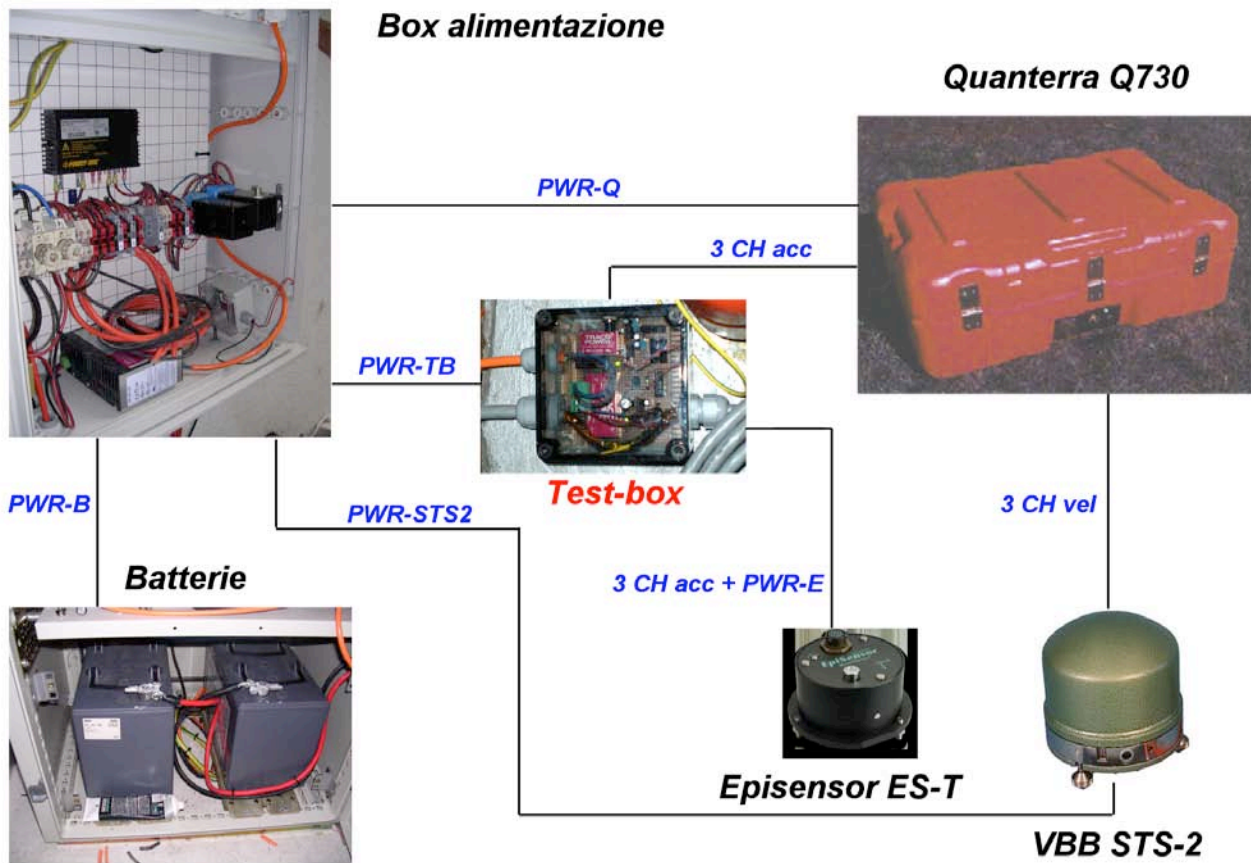 Box alimentazione
Quanterra Q730
PWR-Q
3 CH acc
PWR-TB
Test-box
PWR-B
PWR-STS2
3 CH vel
Batterie
3 CH acc + PWR-E
EpiSensor
Episensor ES-T
VBB STS-2